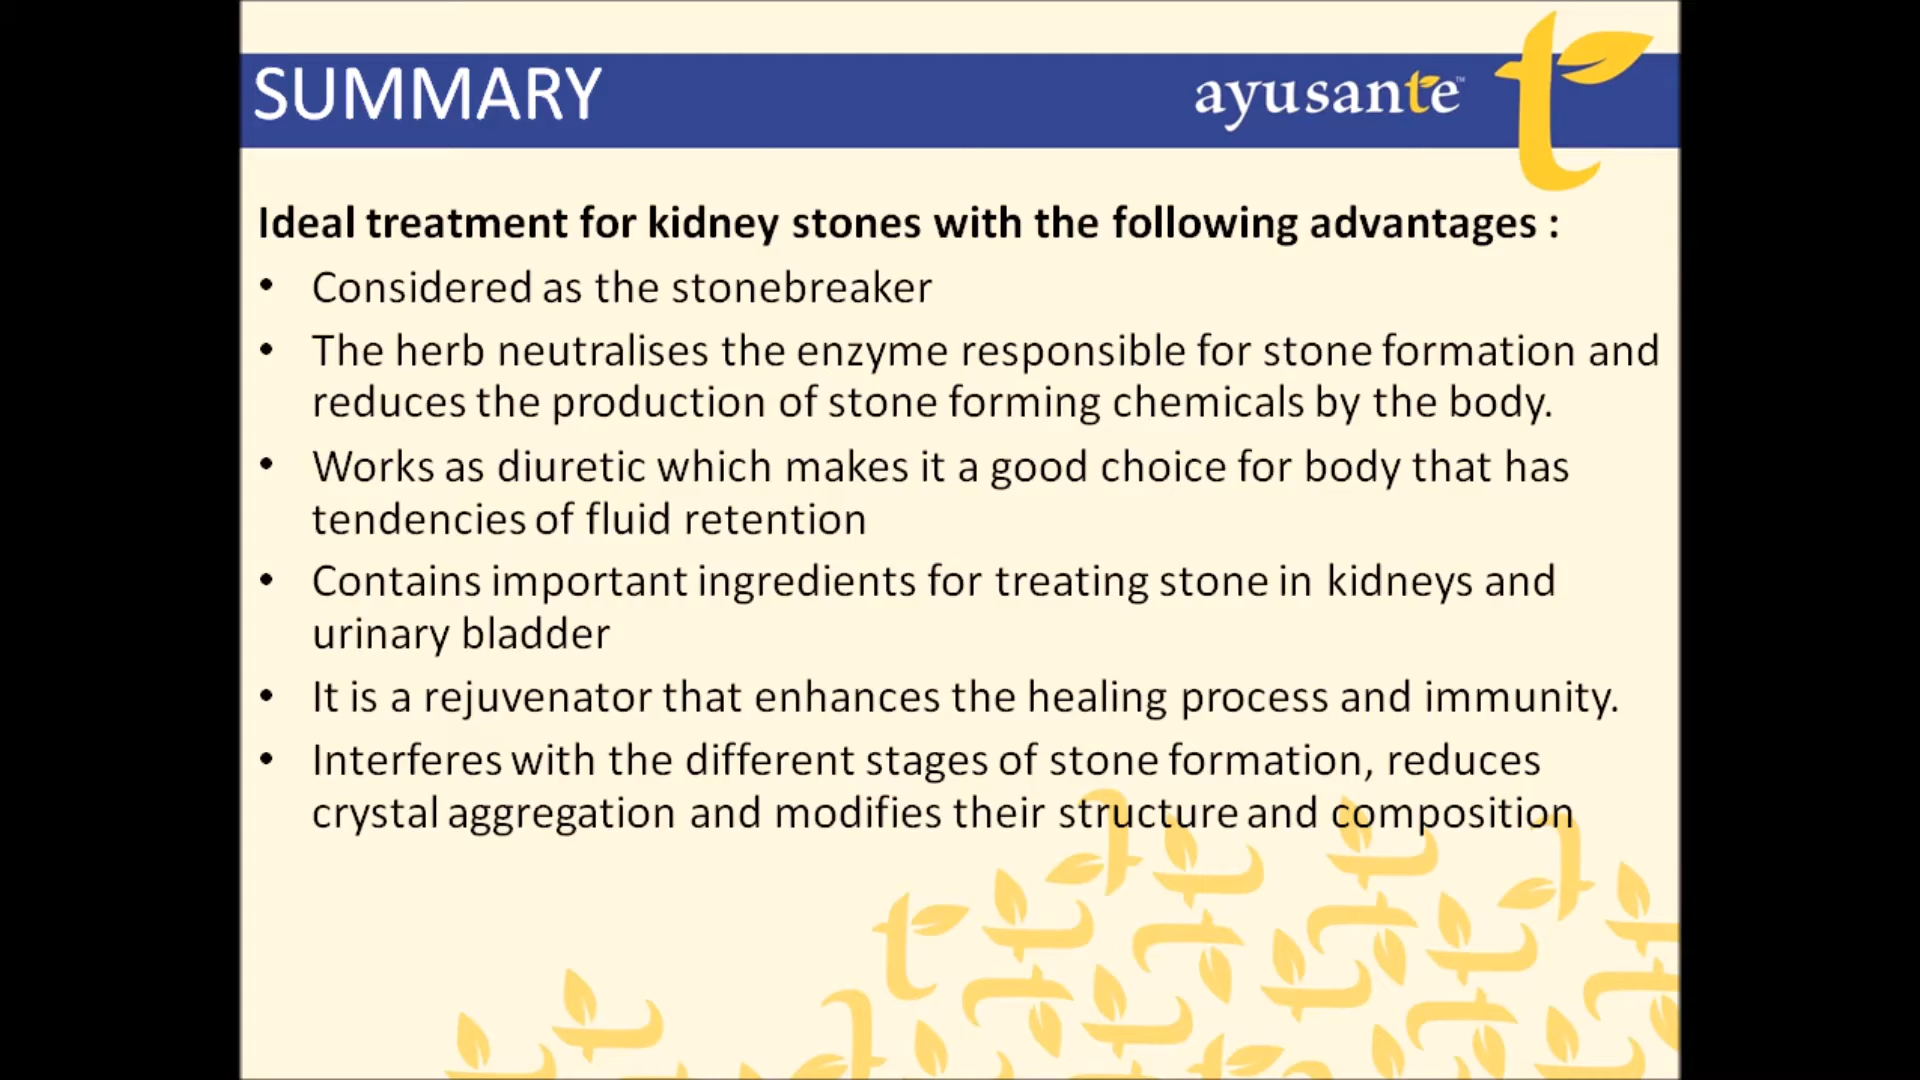 SUMMARY
ayusante™
Ideal treatment for kidney stones with the following advantages :
• Considered as the stonebreaker
• The herb neutralises the enzyme responsible for stone formation and
reduces the production of stone forming chemicals by the body.
• Works as diuretic which makes it a good choice for body that has
tendencies of fluid retention
• Contains important ingredients for treating stone in kidneys and
urinary bladder
• It is a rejuvenator that enhances the healing process and immunity.
• Interferes with the different stages of stone formation, reduces
crystal aggregation and modifies their structure and composition